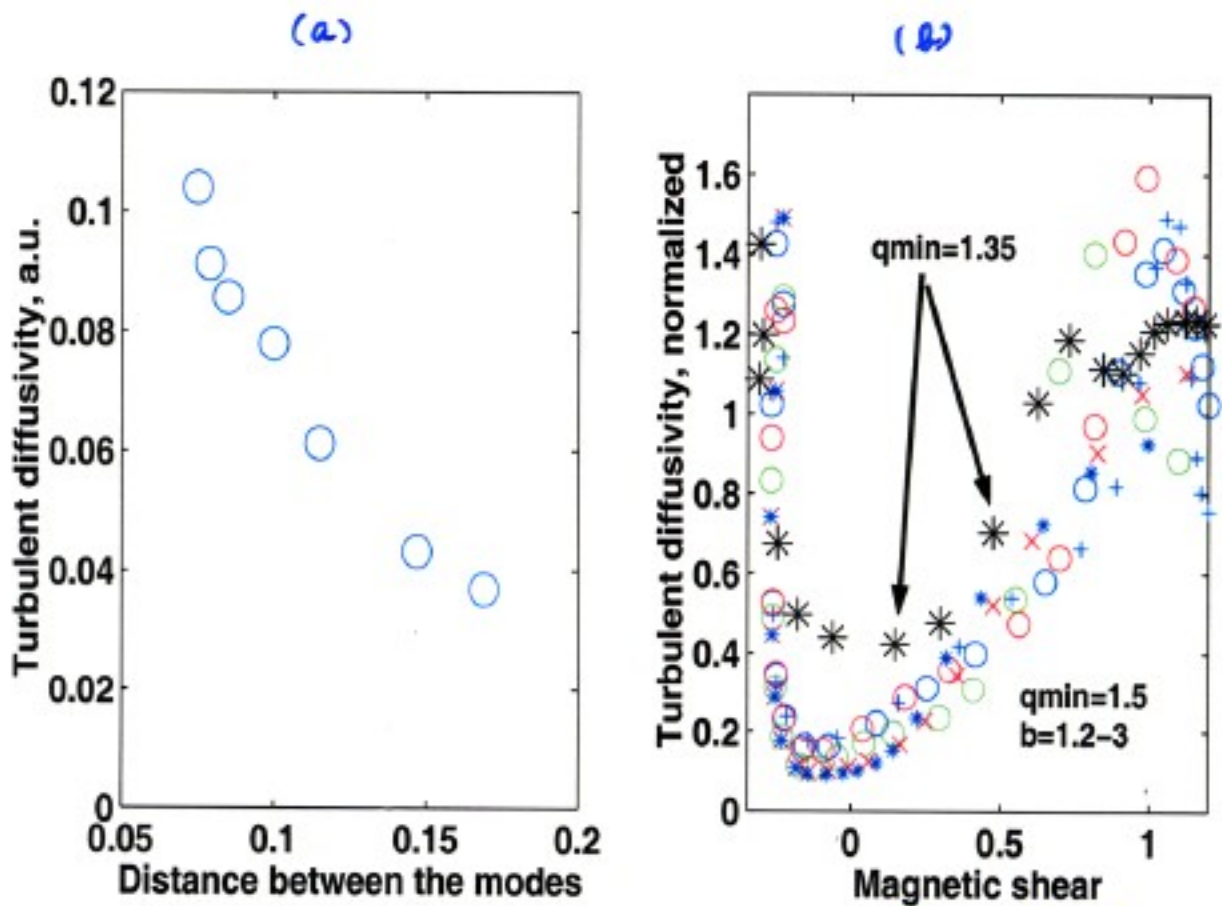 (a)
0.12
0.1
0.08
0.06
0.04
0.02
0
0.05 0.1 0.15 0.2
Turbulent diffusivity, a.u.
Distance between the modes
(b)
1.6
1.4
1.2
1
0.8
0.6
0.4
0.2
0
0 0.5 1
Turbulent diffusivity, normalized
Magnetic shear
qmin=1.35
qmin=1.5
b=1.2-3